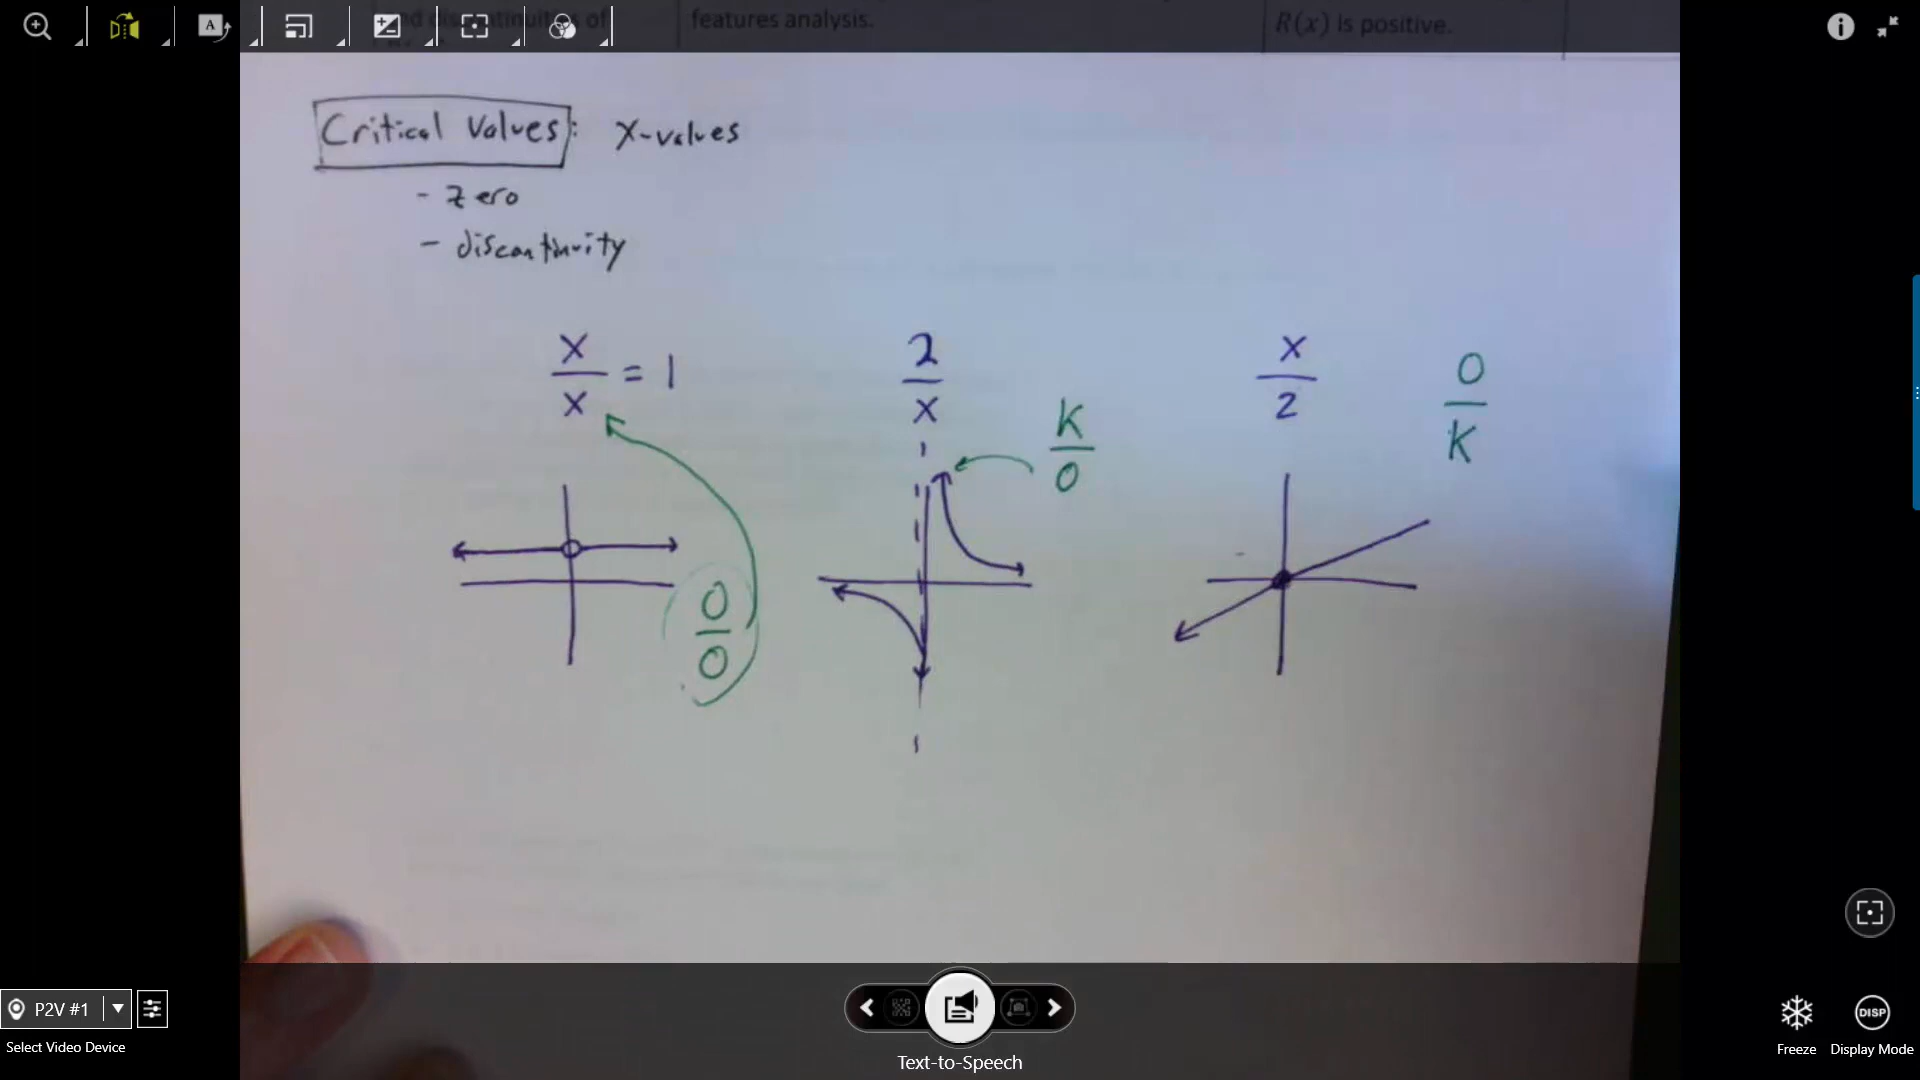 features analysis.
R(x) is positive.
Critical Values: X-values
- Zero
- discontinuity
x/x = 1
2/x
K/0
x/2
0/K
0/0
P2V #1
Select Video Device
Text-to-Speech
Freeze
DISP
Display Mode